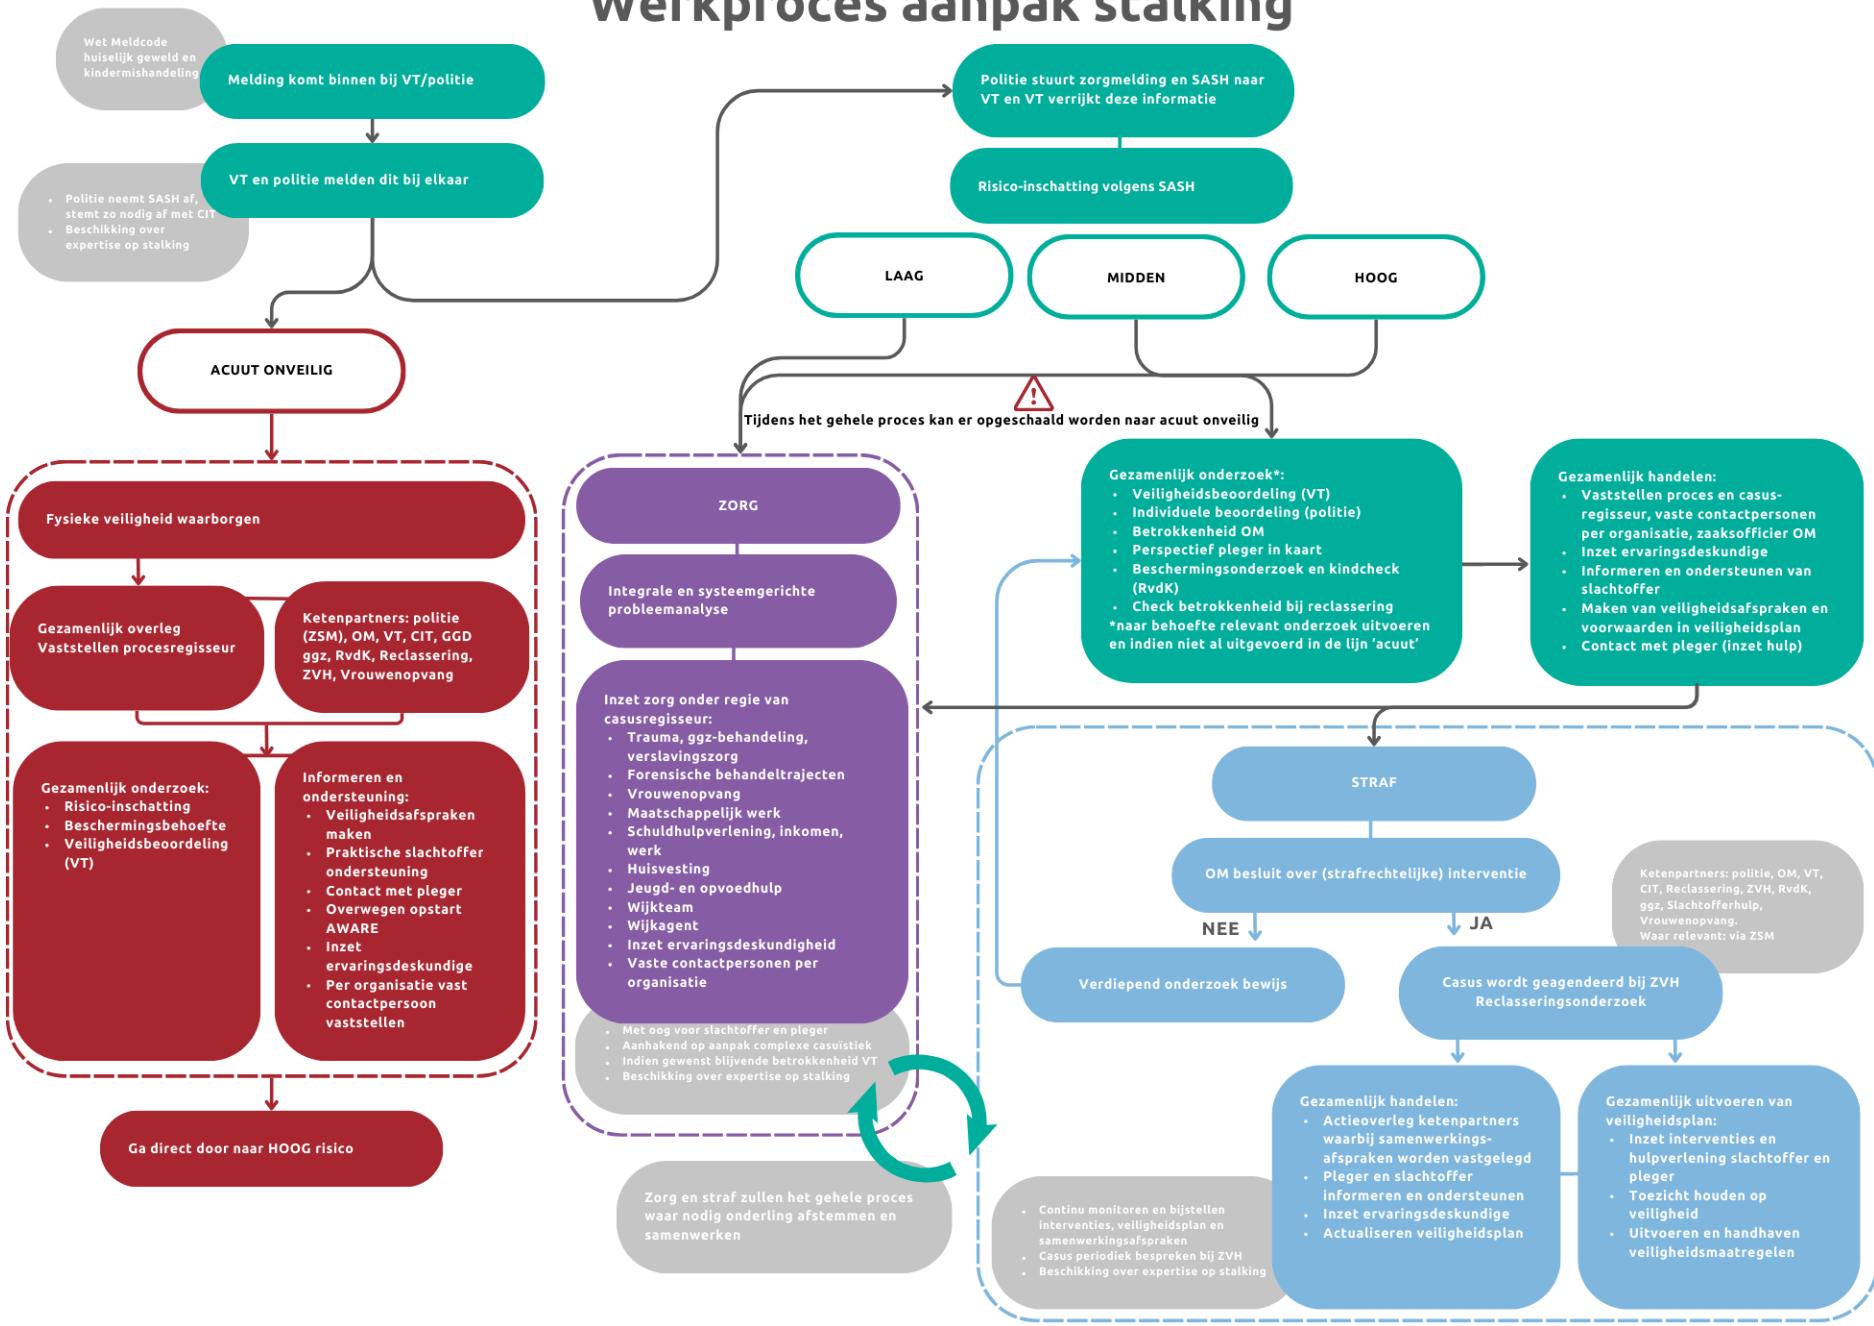 Werkproces aanpak stalking
Wet Meldcode
huiselijk geweld en
kindermishandeling
Melding komt binnen bij VT/politie
• Politie neemt SASH af,
stemt zo nodig af met CIT
• Beschikking over
expertise op stalking
VT en politie melden dit bij elkaar
Politie stuurt zorgmelding en SASH naar
VT en VT verrijkt deze informatie
Risico-inschatting volgens SASH
LAAG
MIDDEN
HOOG
ACUUT ONVEILIG
Tijdens het gehele proces kan er opgeschaald worden naar acuut onveilig
Fysieke veiligheid waarborgen
Gezamenlijk overleg
Vaststellen procesregisseur
Ketenpartners: politie
(ZSM), OM, VT, CIT, GGD
ggz, RvdK, Reclassering,
ZVH, Vrouwenopvang
Gezamenlijk onderzoek:
• Risico-inschatting
• Beschermingsbehoefte
• Veiligheidsbeoordeling
(VT)
Informeren en
ondersteuning:
• Veiligheidsafspraken
maken
• Praktische slachtoffer
ondersteuning
• Contact met pleger
• Overwegen opstart
AWARE
• Inzet
ervaringsdeskundige
• Per organisatie vast
contactpersoon
vaststellen
Ga direct door naar HOOG risico
ZORG
Integrale en systeemgerichte
probleemanalyse
Inzet zorg onder regie van
casusregisseur:
• Trauma, ggz-behandeling,
verslavingszorg
• Forensische behandeltrajecten
• Vrouwenopvang
• Maatschappelijk werk
• Schuldhulpverlening, inkomen,
werk
• Huisvesting
• Jeugd- en opvoedhulp
• Wijkteam
• Wijkagent
• Inzet ervaringsdeskundigheid
• Vaste contactpersonen per
organisatie
• Met oog voor slachtoffer en pleger
• Aanhakend op aanpak complexe casuïstiek
• Indien gewenst blijvende betrokkenheid VT
• Beschikking over expertise op stalking
Zorg en straf zullen het gehele proces
waar nodig onderling afstemmen en
samenwerken
Gezamenlijk onderzoek*:
• Veiligheidsbeoordeling (VT)
• Individuele beoordeling (politie)
• Betrokkenheid OM
• Perspectief pleger in kaart
• Beschermingsonderzoek en kindcheck
(RvdK)
• Check betrokkenheid bij reclassering
*naar behoefte relevant onderzoek uitvoeren
en indien niet al uitgevoerd in de lijn ‘acuut’
Gezamenlijk handelen:
• Vaststellen proces en casus-
regisseur, vaste contactpersonen
per organisatie, zaaksofficier OM
• Inzet ervaringsdeskundige
• Informeren en ondersteunen van
slachtoffer
• Maken van veiligheidsafspraken en
voorwaarden in veiligheidsplan
• Contact met pleger (inzet hulp)
STRAF
OM besluit over (strafrechtelijke) interventie
NEE
JA
Ketenpartners: politie, OM, VT,
CIT, Reclassering, ZVH, RvdK,
ggz, Slachtofferhulp,
Vrouwenopvang.
Waar relevant: via ZSM
Verdiepend onderzoek bewijs
Casus wordt geagendeerd bij ZVH
Reclasseringsonderzoek
Gezamenlijk handelen:
• Actieoverleg ketenpartners
waarbij samenwerkings-
afspraken worden vastgelegd
• Pleger en slachtoffer
informeren en ondersteunen
• Inzet ervaringsdeskundige
• Actualiseren veiligheidsplan
Gezamenlijk uitvoeren van
veiligheidsplan:
• Inzet interventies en
hulpverlening slachtoffer en
pleger
• Toezicht houden op
veiligheid
• Uitvoeren en handhaven
veiligheidsmaatregelen
• Continu monitoren en bijstellen
interventies, veiligheidsplan en
samenwerkingsafspraken
• Casus periodiek bespreken bij ZVH
• Beschikking over expertise op stalking